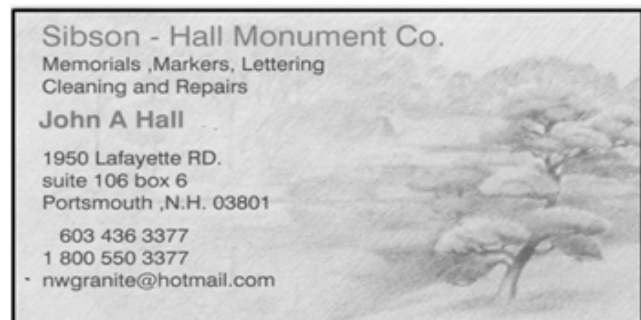 Sibson - Hall Monument Co.
Memorials ,Markers, Lettering
Cleaning and Repairs
John A Hall
1950 Lafayette RD.
suite 106 box 6
Portsmouth ,N.H. 03801
603 436 3377
1 800 550 3377
nwgranite@hotmail.com